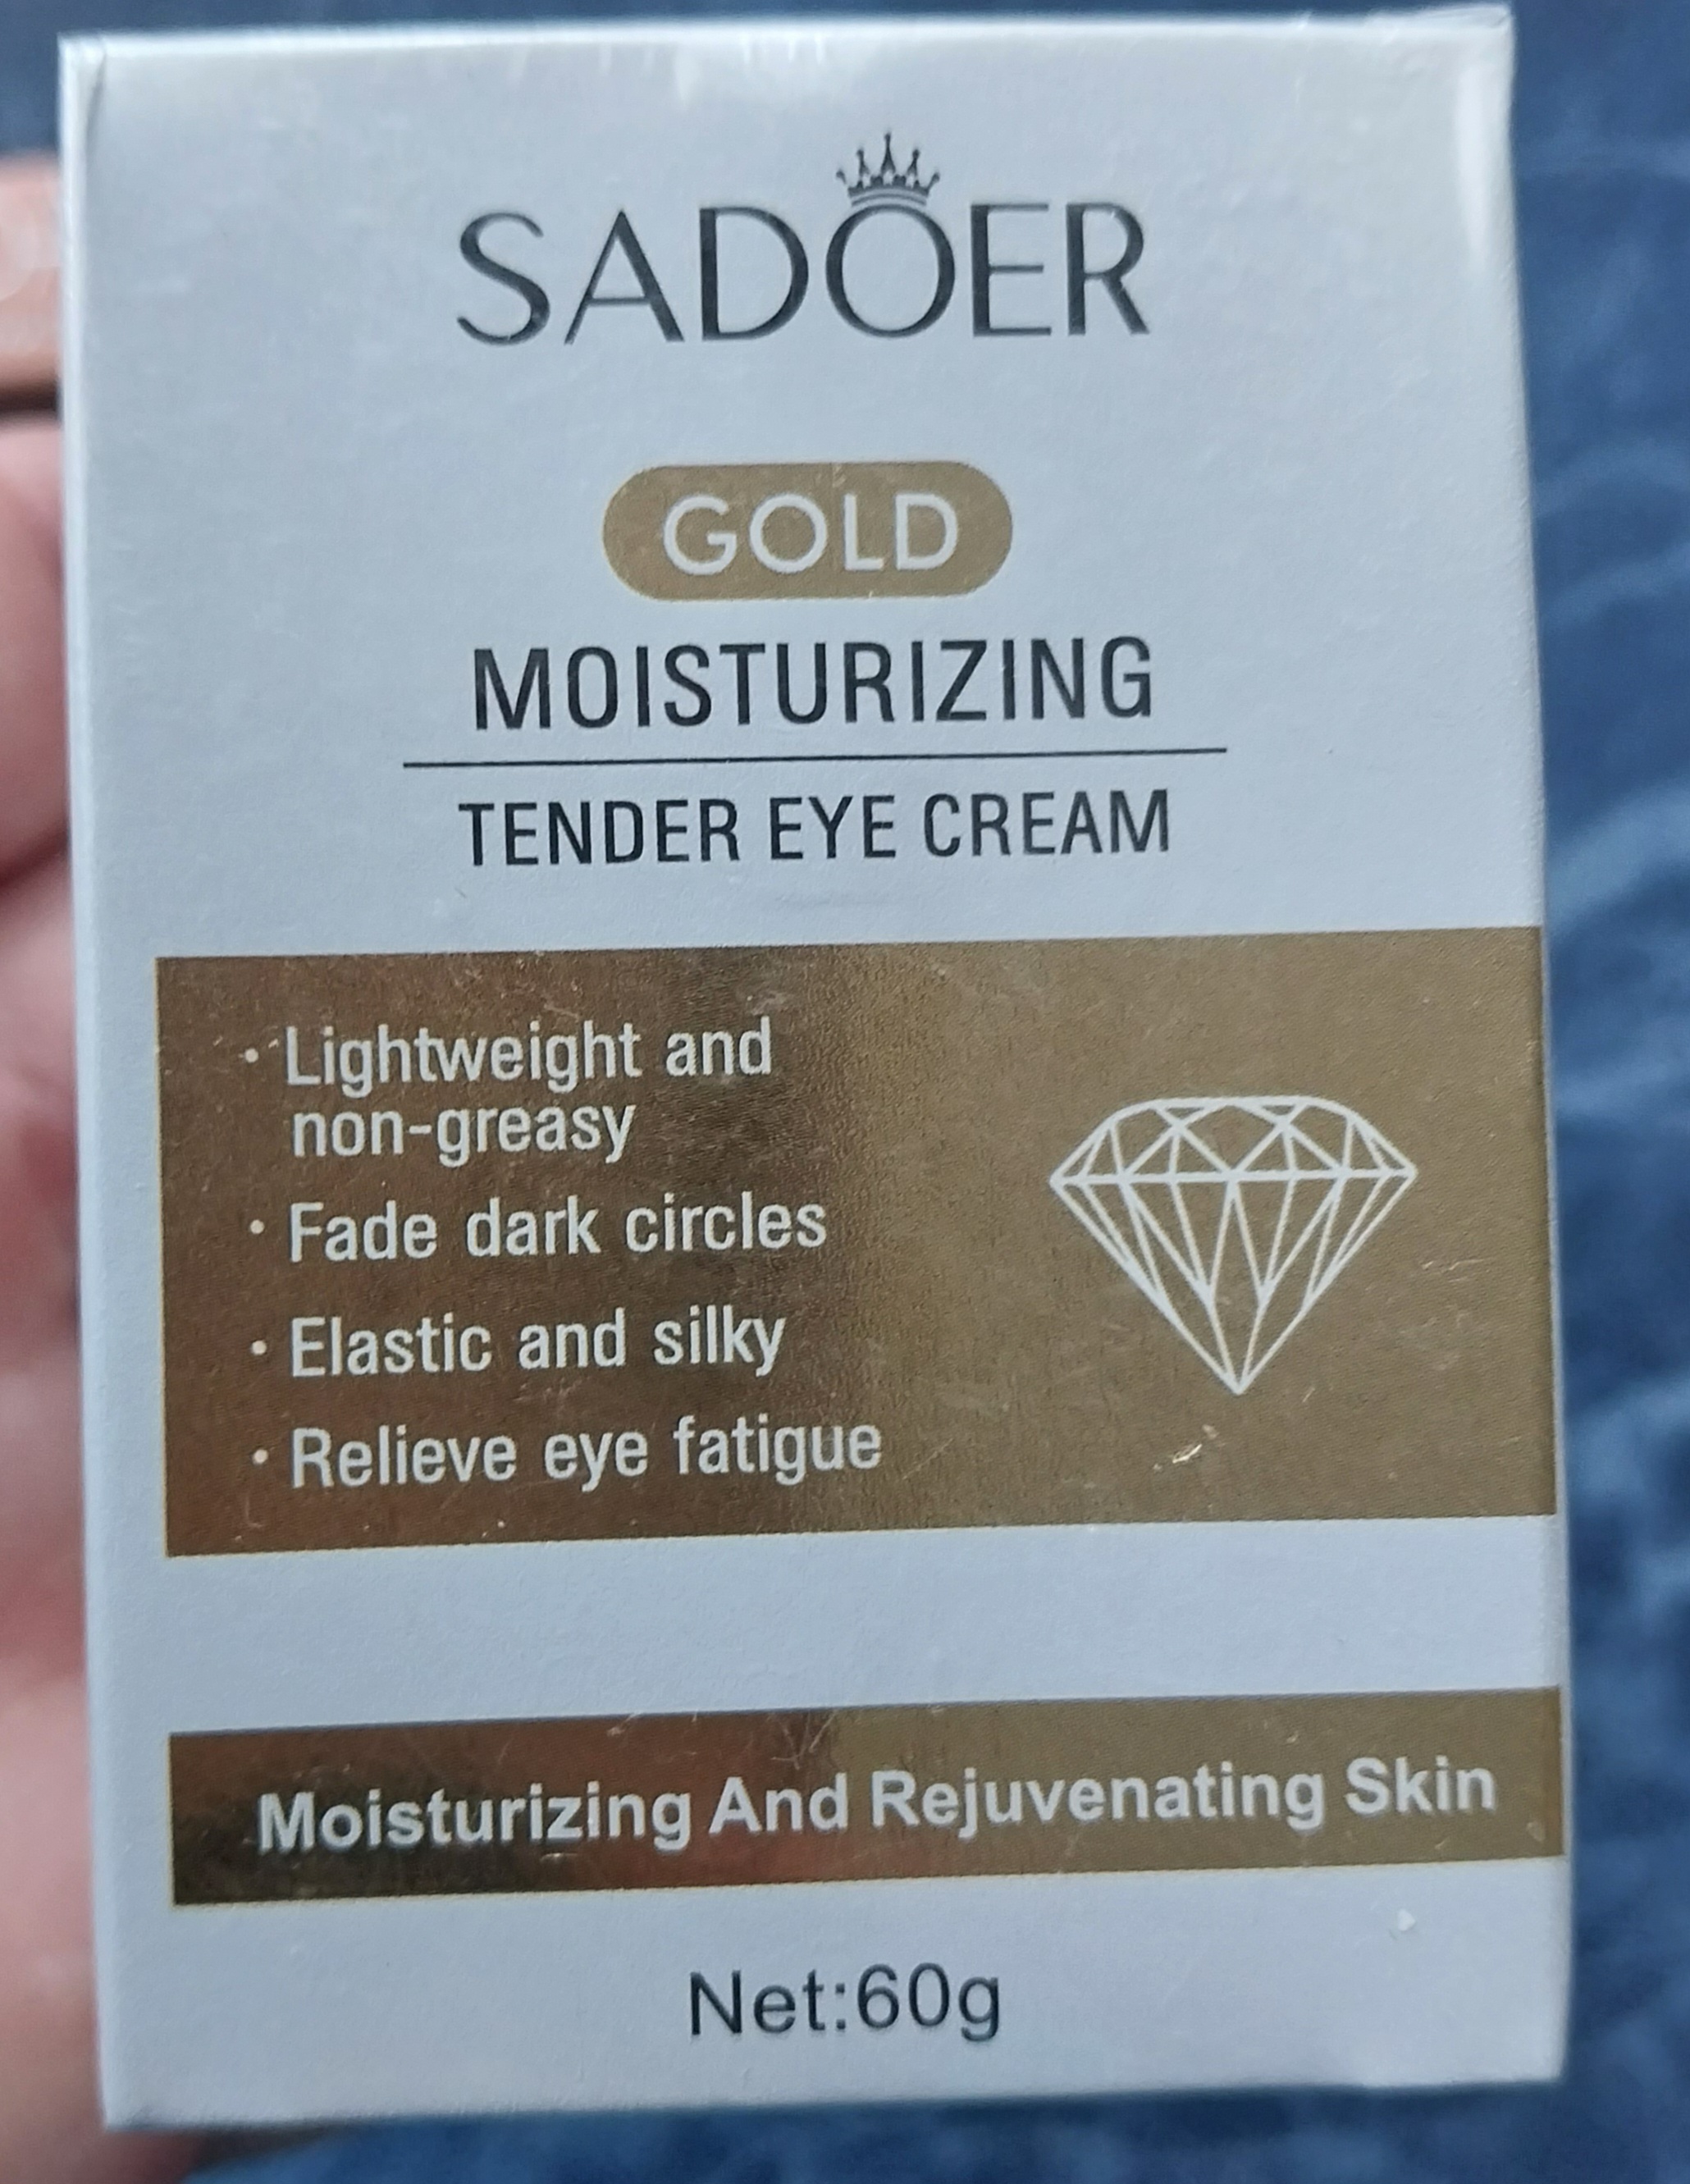 SADOER
GOLD
MOISTURIZING
TENDER EYE CREAM
· Lightweight and
non-greasy
· Fade dark circles
· Elastic and silky
· Relieve eye fatigue
Moisturizing And Rejuvenating Skin
Net:60g